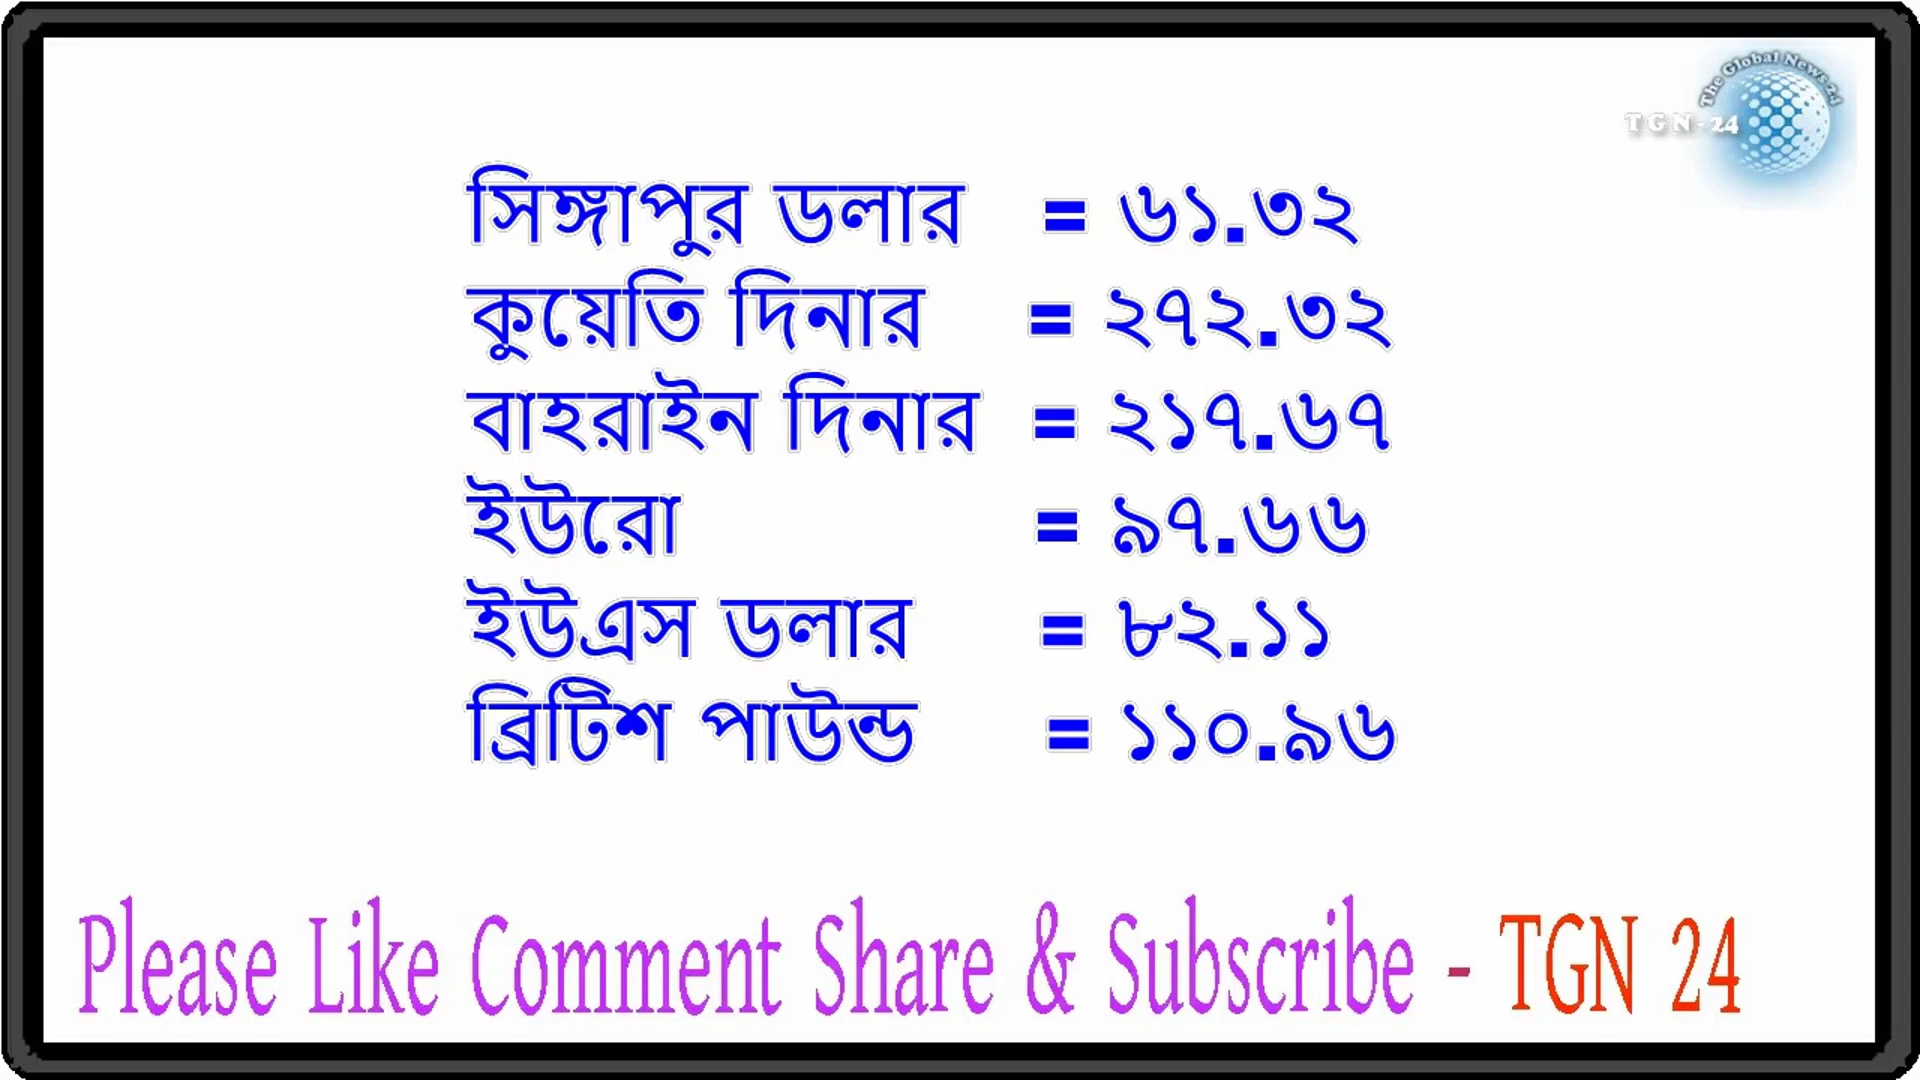 The Global News 24
TGN-24
সিঙ্গাপুর ডলার = ৬১.৩২
কুয়েতি দিনার = ২৭২.৩২
বাহরাইন দিনার = ২১৭.৬৭
ইউরো = ৯৭.৬৬
ইউএস ডলার = ৮২.১১
ব্রিটিশ পাউন্ড = ১১০.৯৬
Please Like Comment Share & Subscribe - TGN 24